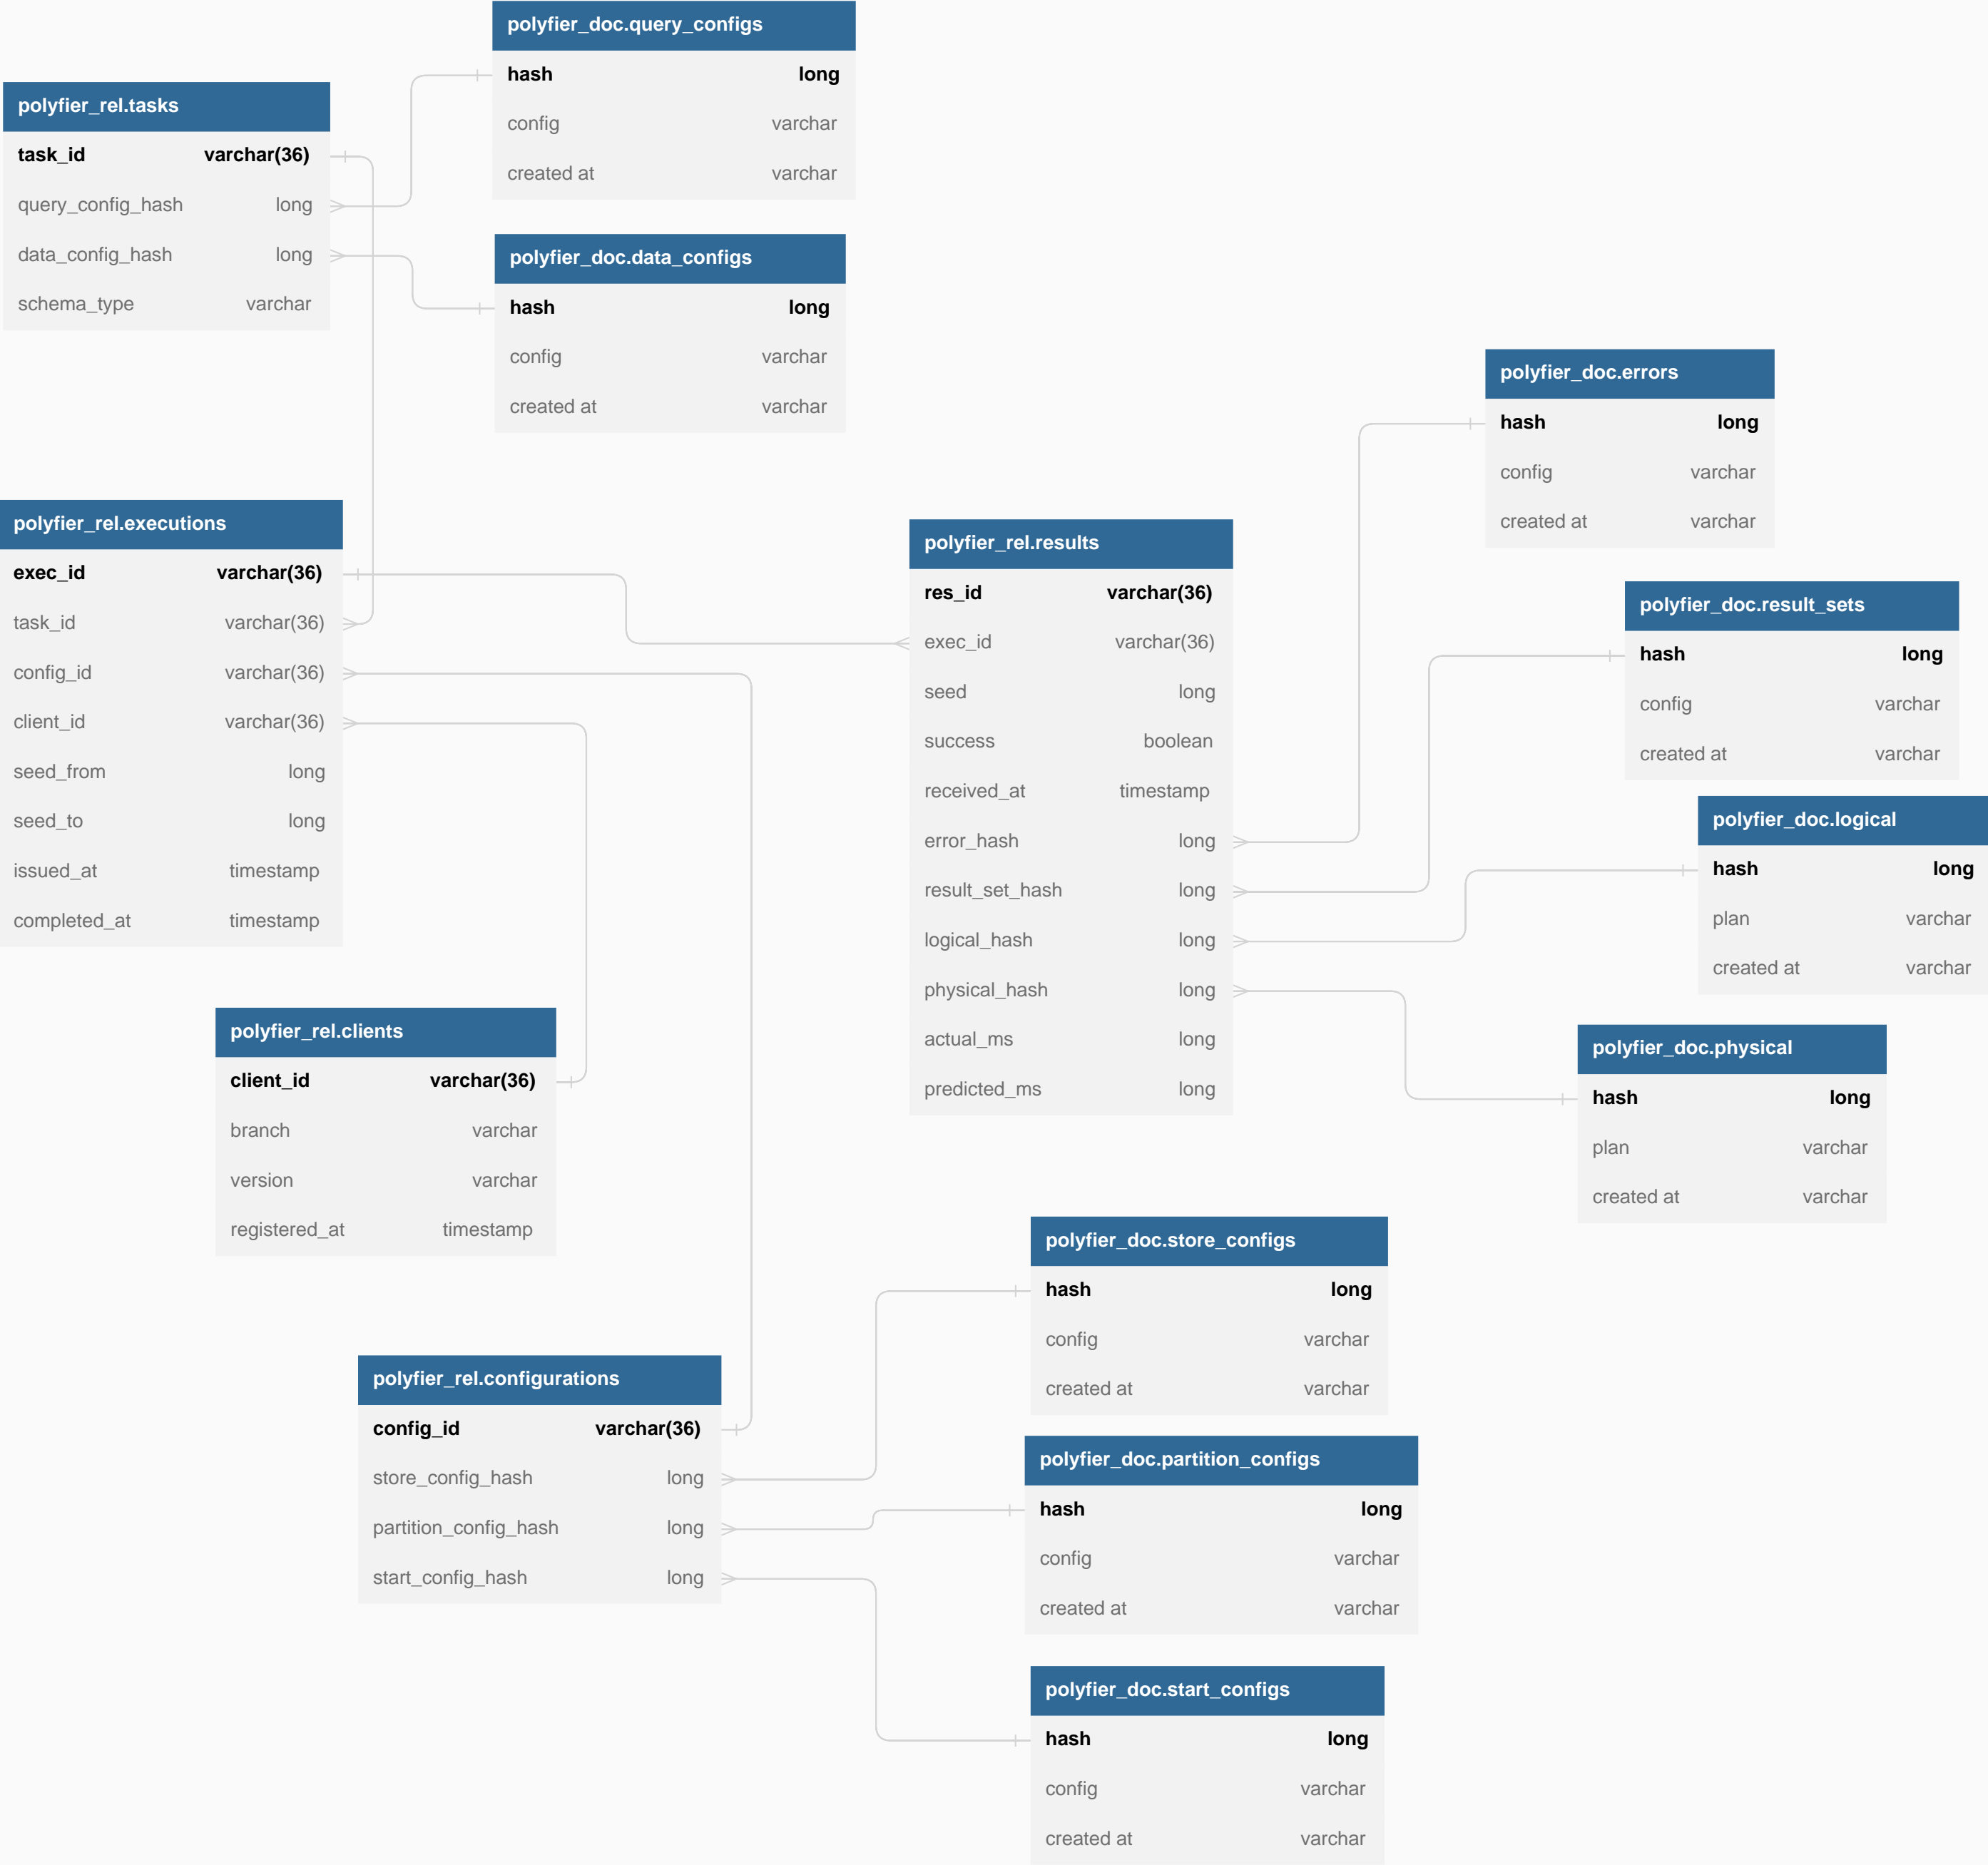 polyfier_doc.query_configs
hash long
config varchar
created at varchar
polyfier_rel.tasks
task_id varchar(36)
query_config_hash long
data_config_hash long
schema_type varchar
polyfier_doc.data_configs
hash long
config varchar
created at varchar
polyfier_doc.errors
hash long
config varchar
created at varchar
polyfier_rel.executions
exec_id varchar(36)
task_id varchar(36)
config_id varchar(36)
client_id varchar(36)
seed_from long
seed_to long
issued_at timestamp
completed_at timestamp
polyfier_rel.results
res_id varchar(36)
exec_id varchar(36)
seed long
success boolean
received_at timestamp
error_hash long
result_set_hash long
logical_hash long
physical_hash long
actual_ms long
predicted_ms long
polyfier_doc.result_sets
hash long
config varchar
created at varchar
polyfier_doc.logical
hash long
plan varchar
created at varchar
polyfier_rel.clients
client_id varchar(36)
branch varchar
version varchar
registered_at timestamp
polyfier_doc.physical
hash long
plan varchar
created at varchar
polyfier_doc.store_configs
hash long
config varchar
created at varchar
polyfier_rel.configurations
config_id varchar(36)
store_config_hash long
partition_config_hash long
start_config_hash long
polyfier_doc.partition_configs
hash long
config varchar
created at varchar
polyfier_doc.start_configs
hash long
config varchar
created at varchar